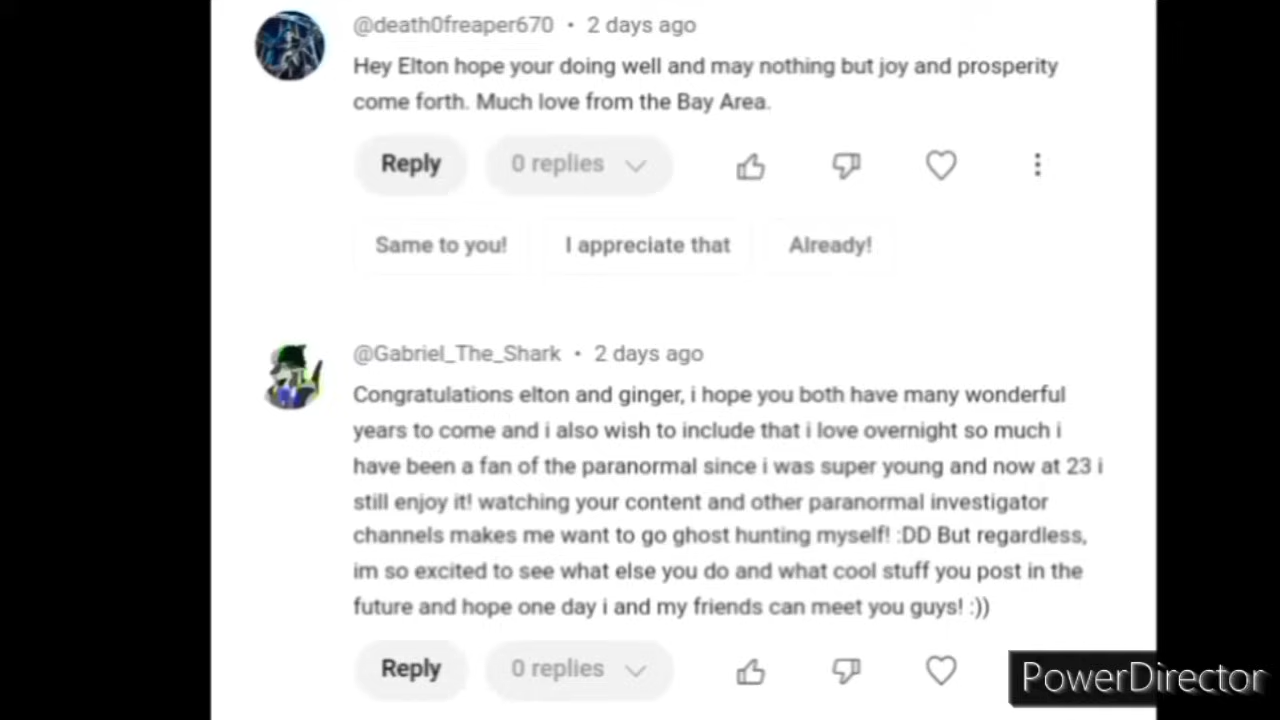 @death0freaper670 • 2 days ago
Hey Elton hope your doing well and may nothing but joy and prosperity
come forth. Much love from the Bay Area.
Reply 0 replies
Same to you! I appreciate that Already!
@Gabriel_The_Shark • 2 days ago
Congratulations elton and ginger, i hope you both have many wonderful
years to come and i also wish to include that i love overnight so much i
have been a fan of the paranormal since i was super young and now at 23 i
still enjoy it! watching your content and other paranormal investigator
channels makes me want to go ghost hunting myself! :DD But regardless,
im so excited to see what else you do and what cool stuff you post in the
future and hope one day i and my friends can meet you guys! :))
Reply 0 replies
PowerDirector